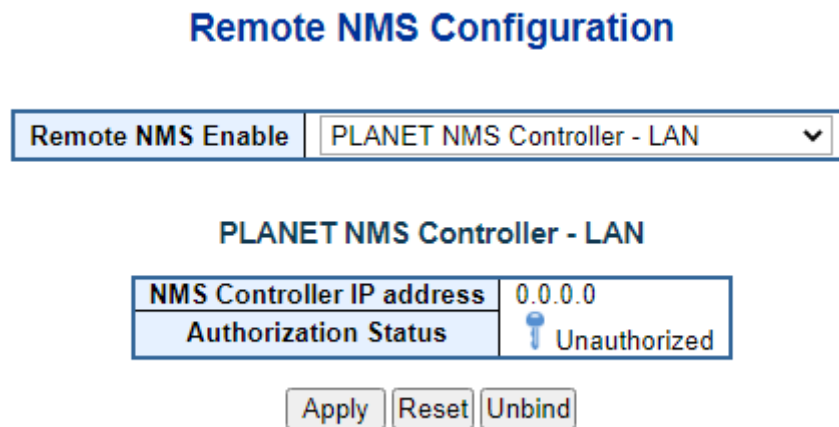 Remote NMS Configuration
Remote NMS Enable PLANET NMS Controller - LAN
PLANET NMS Controller - LAN
NMS Controller IP address 0.0.0.0
Authorization Status Unauthorized
Apply Reset Unbind